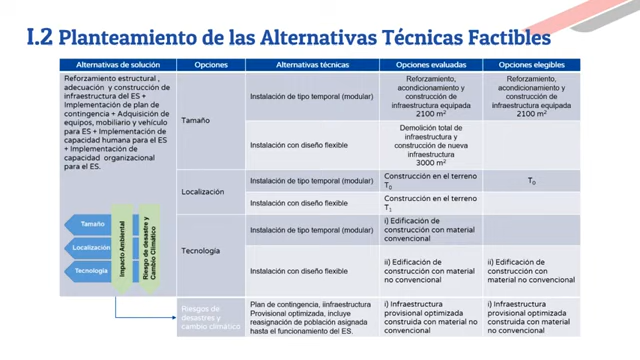 I.2 Planteamiento de las Alternativas Técnicas Factibles
Alternativas de solución
Opciones
Alternativas técnicas
Opciones evaluadas
Opciones elegibles
Reforzamiento estructural ,
adecuación y construcción de
infraestructura del ES +
Implementación de plan de
contingencia + Adquisición de
equipos, mobiliario y vehículo
para ES + Implementación de
capacidad humana para el ES
+ Implementación de
capacidad organizacional
para el ES.
Tamaño
Localización
Tecnología
Impacto Ambiental
Riesgo de desastre y
Cambio Climático
Tamaño
Instalación de tipo temporal (modular)
Reforzamiento,
acondicionamiento y
construcción de
infraestructura equipada
2100 m²
Reforzamiento,
acondicionamiento y
construcción de
infraestructura equipada
2100 m²
Instalación con diseño flexible
Demolición total de
infraestructura y
construcción de nueva
infraestructura
3000 m²
Localización
Instalación de tipo temporal (modular)
Construcción en el terreno
T₀
T₀
Instalación con diseño flexible
Construcción en el terreno
T₁
Tecnología
Instalación de tipo temporal (modular)
i) Edificación de
construcción con material
convencional
Instalación con diseño flexible
ii) Edificación de
construcción con material
no convencional
ii) Edificación de
construcción con
material no convencional
Riesgos de
desastres y
cambio climático
Plan de contingencia, iinfraestructura
Provisional optimizada, incluye
reasignación de población asignada
hasta el funcionamiento del ES.
i) Infraestructura
provisional optimizada
construida con material no
convencional
i) Infraestructura
provisional optimizada
construida con material no
convencional